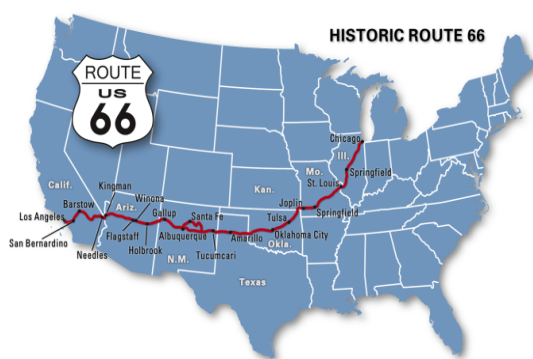 HISTORIC ROUTE 66
ROUTE
US
66
Chicago
Ill.
Mo.
Springfield
St. Louis
Calif.
Kan.
Kingman
Winona
Joplin
Barstow
Ariz.
Gallup
Santa Fe
Tulsa
Springfield
Los Angeles
Oklahoma City
San Bernardino
Flagstaff
Albuquerque
Amarillo
Okla.
Needles
Holbrook
Tucumcari
N.M.
Texas